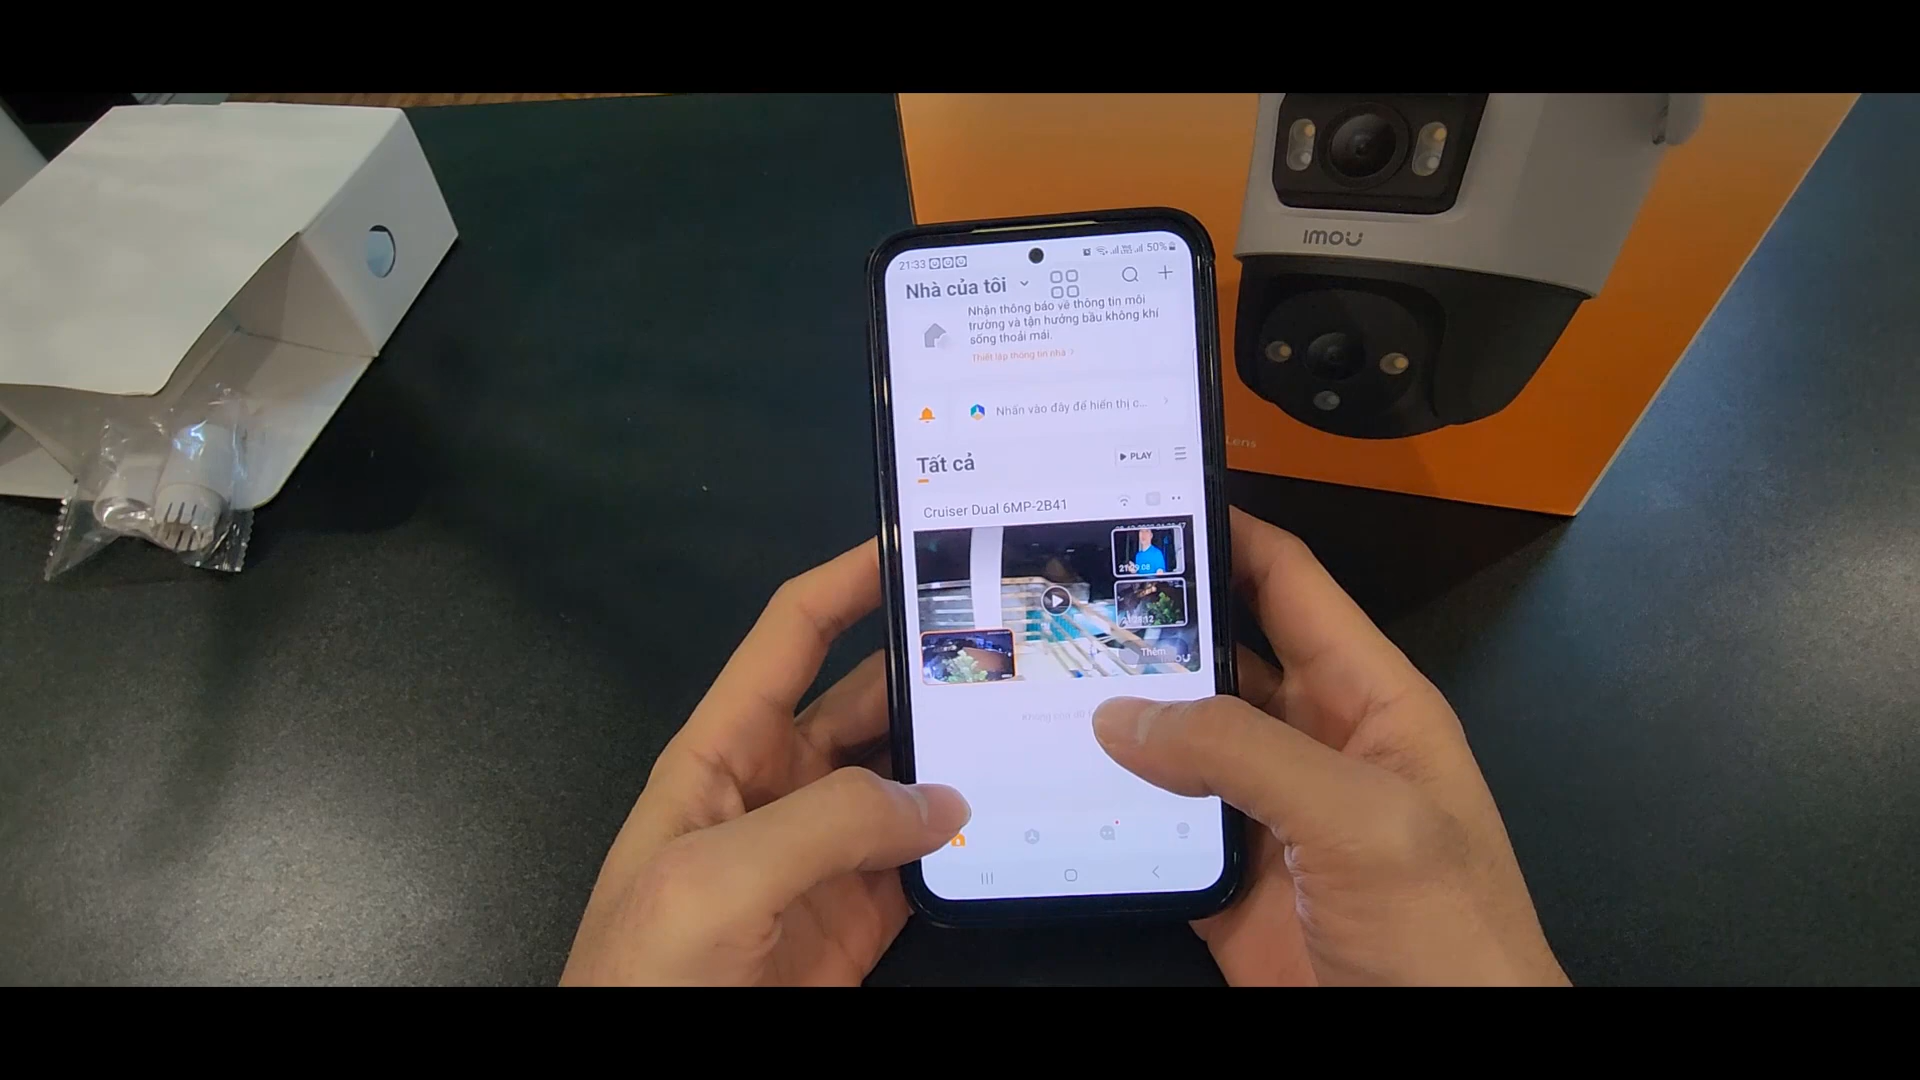 imou
Lens
21:33
50%
Nhà của tôi
Nhận thông báo về thông tin môi
trường và tận hưởng bầu không khí
sống thoải mái.
Thiết lập thông tin nhà
Nhấn vào đây để hiển thị c...
Tất cả
PLAY
Cruiser Dual 6MP-2B41
Thêm
imou